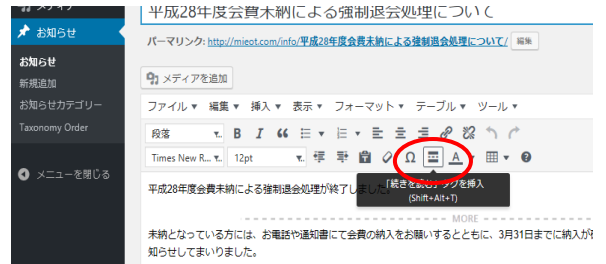 メディア
お知らせ
お知らせ
新規追加
お知らせカテゴリー
Taxonomy Order
メニューを閉じる
平成28年度会費未納による強制退会処理について
パーマリンク: http://mieot.com/info/平成28年度会費未納による強制退会処理について/ 編集
メディアを追加
ファイル ▼ 編集 ▼ 挿入 ▼ 表示 ▼ フォーマット ▼ テーブル ▼ ツール ▼
段落 B I
Times New R... 12pt Ω A
平成28年度会費未納による強制退会処理が終了しました。
「続きを読む」タグを挿入
(Shift+Alt+T)
MORE
未納となっている方には、お電話や通知書にて会費の納入をお願いするとともに、3月31日までに納入が
知らせしてまいりました。